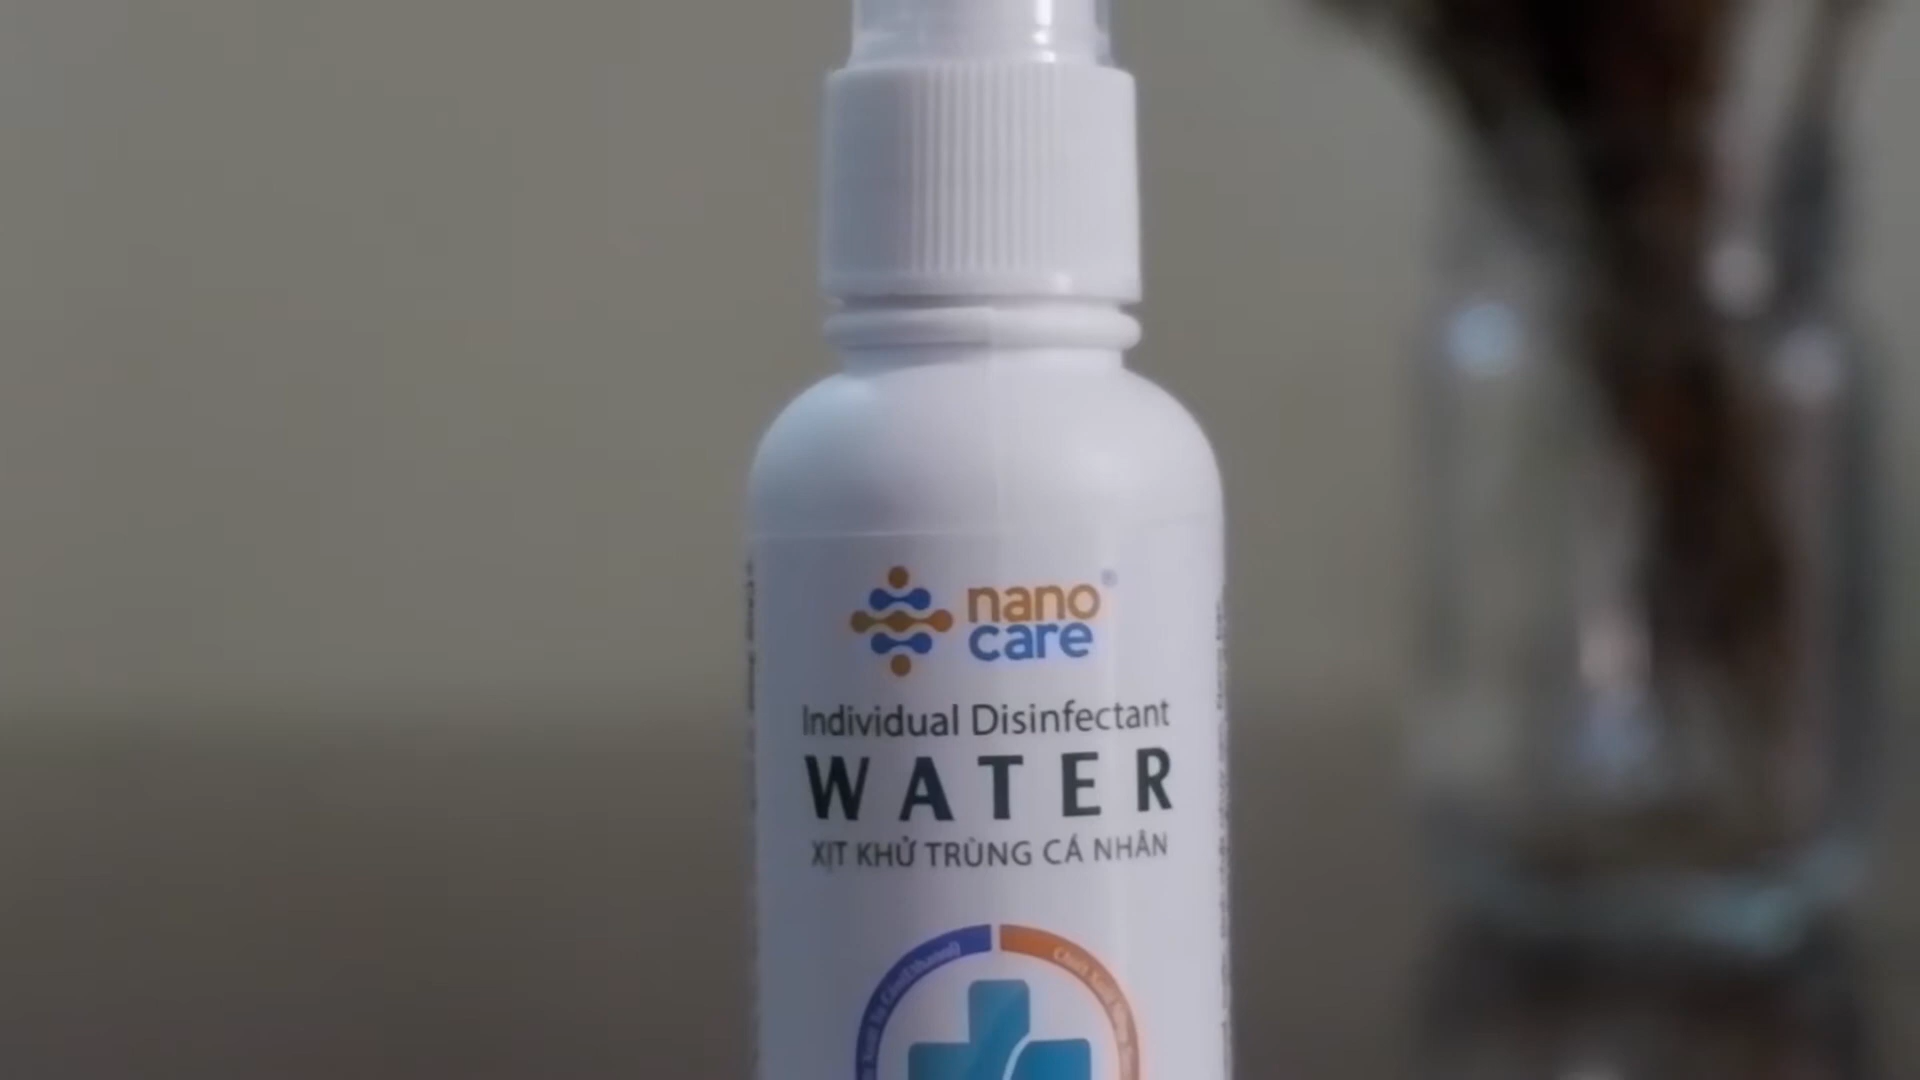 nano
care
®
Individual Disinfectant
WATER
XỊT KHỬ TRÙNG CÁ NHÂN